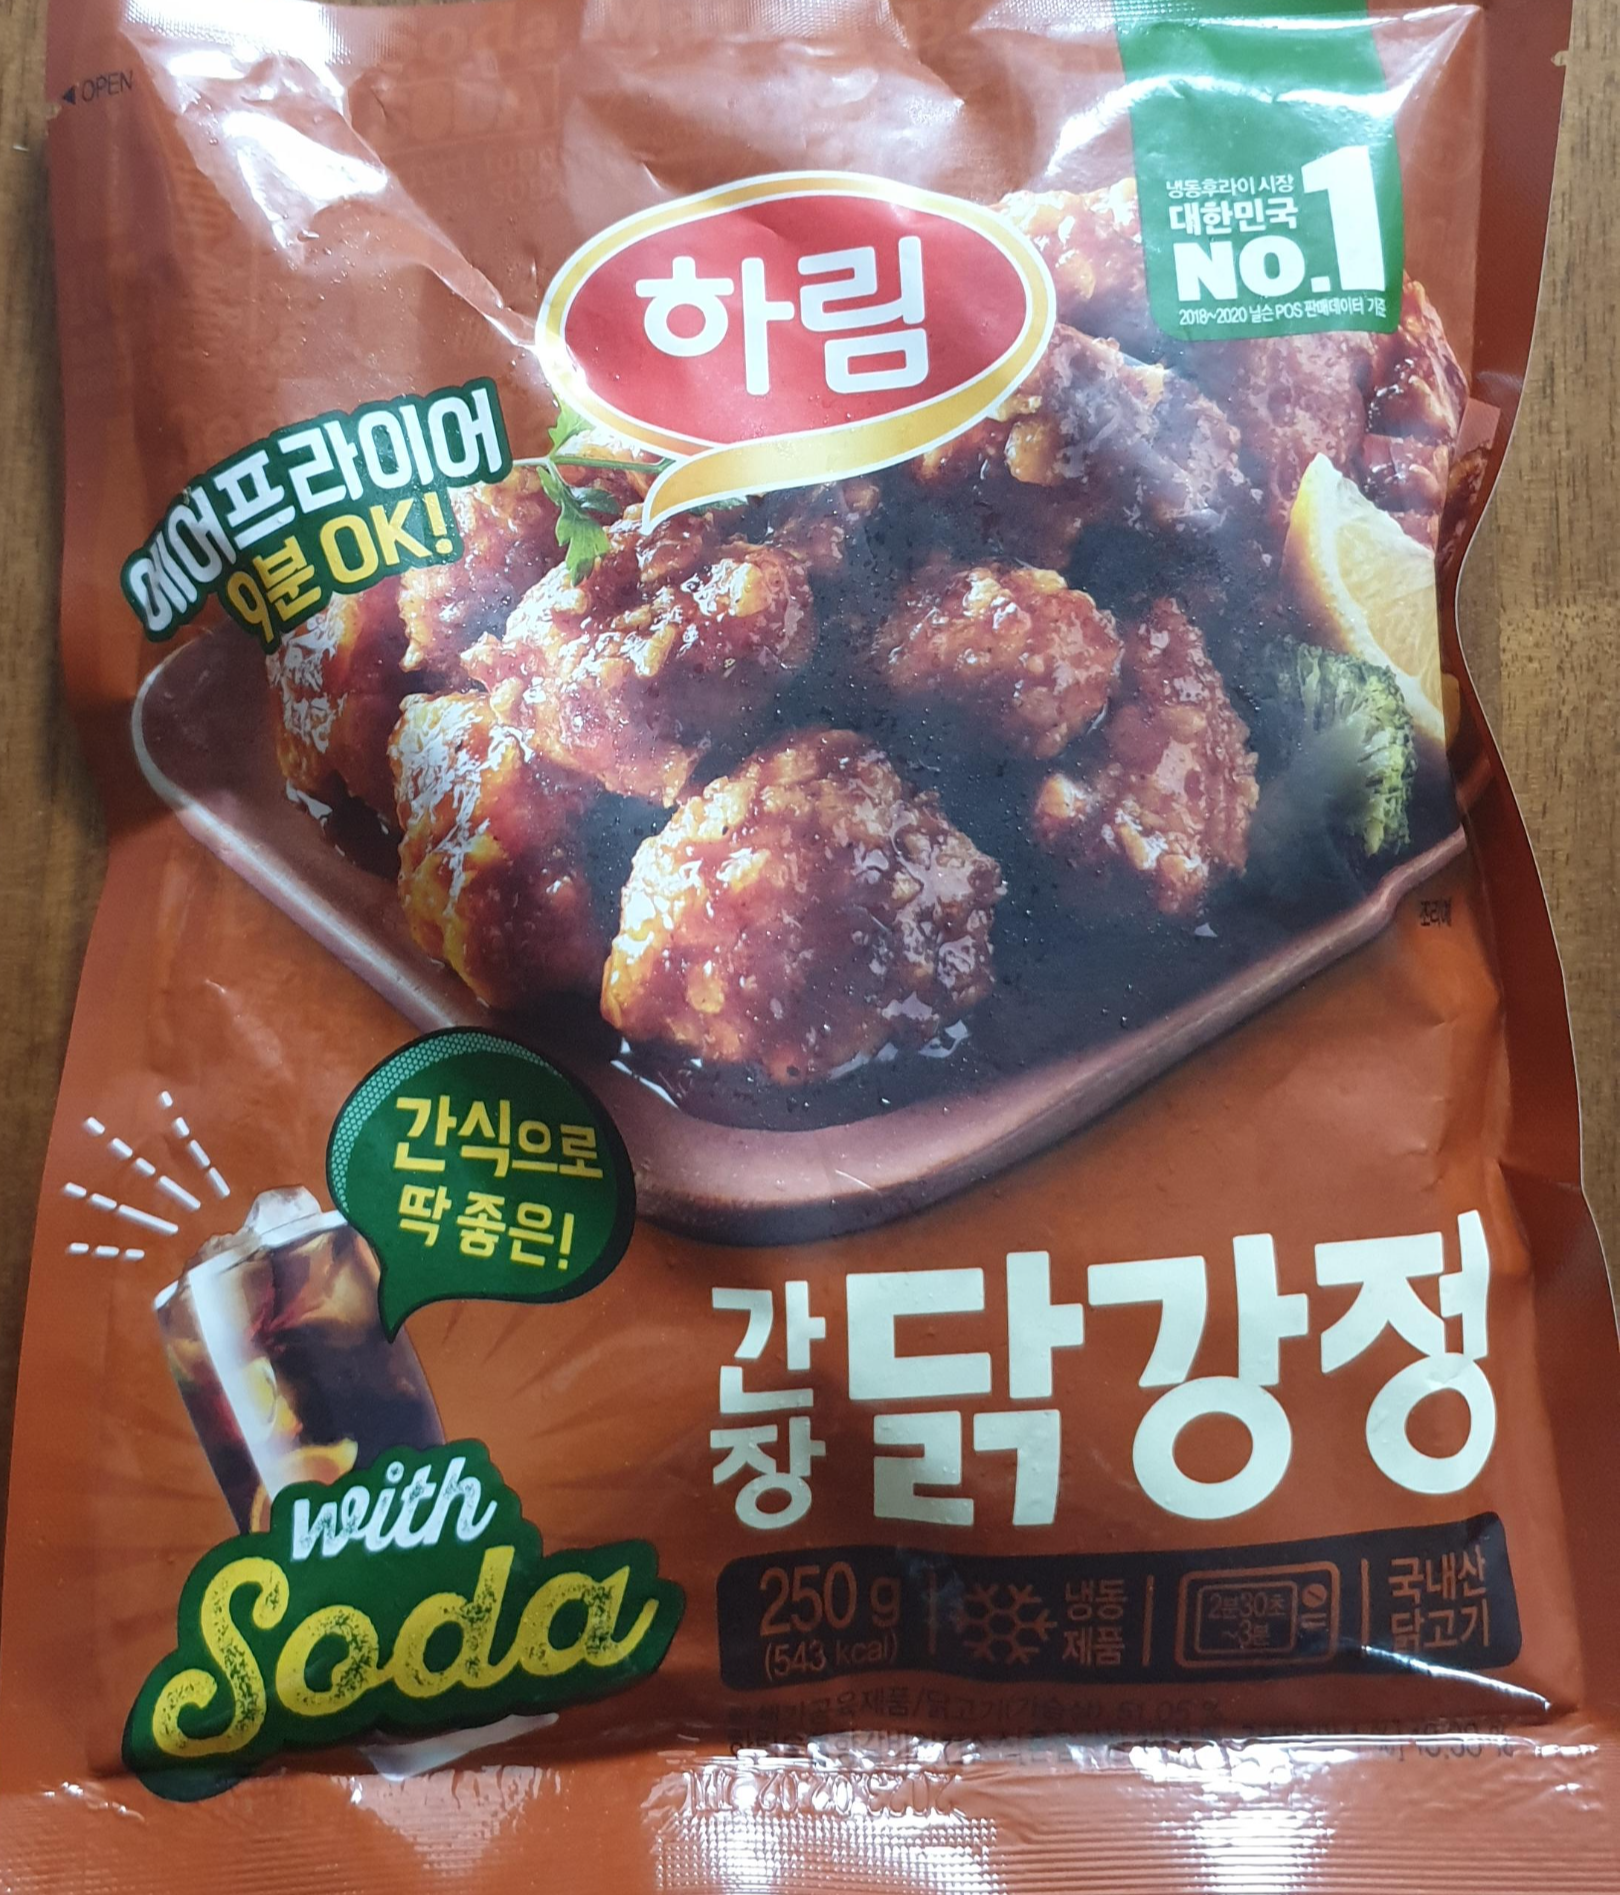 ◀ OPEN
하림
냉동후라이 시장
대한민국
NO.1
2018~2020 닐슨 POS 판매데이터 기준
에어프라이어
9분 OK!
조리예
간식으로
딱 좋은!
with
Soda
간장
닭강정
250 g
(543 kcal)
냉동
제품
2분30초
~3분
국내산
닭고기